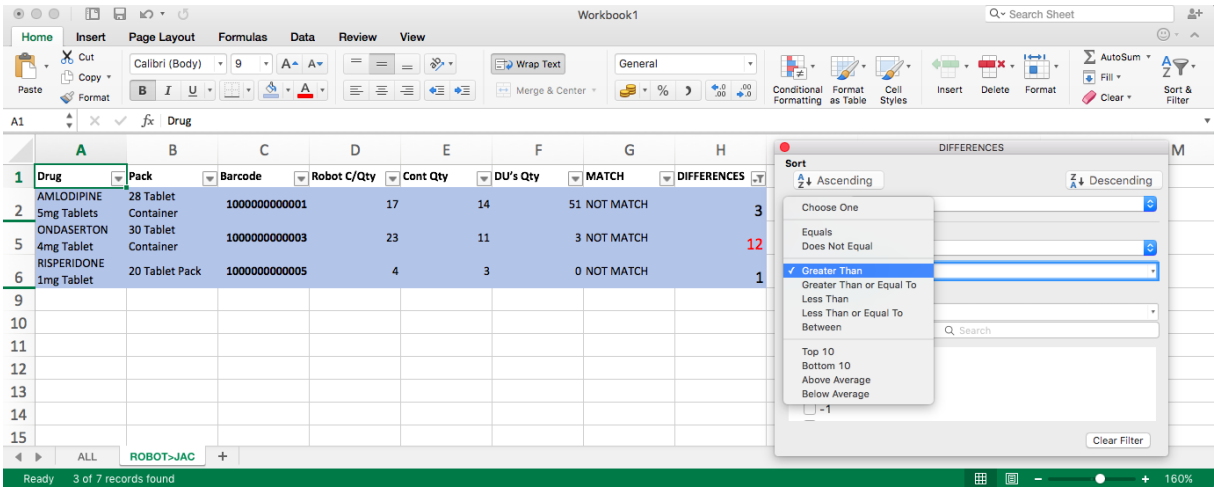 Workbook1
Search Sheet
Home Insert Page Layout Formulas Data Review View
Cut
Copy
Format
Paste
Calibri (Body) 9 A A
B I U A
Wrap Text
Merge & Center
General
% .0 .00 .00 .0
Conditional Formatting
Format as Table
Cell Styles
Insert Delete Format
AutoSum
Fill
Clear
Sort & Filter
A1 fx Drug
A B C D E F G H M
1 Drug Pack Barcode Robot C/Qty Cont Qty DU's Qty MATCH DIFFERENCES
2 AMLODIPINE 5mg Tablets 28 Tablet Container 1000000000001 17 14 51 NOT MATCH 3
5 ONDASERTON 4mg Tablet 30 Tablet Container 1000000000003 23 11 3 NOT MATCH 12
6 RISPERIDONE 1mg Tablet 20 Tablet Pack 1000000000005 4 3 0 NOT MATCH 1
9
10
11
12
13
14
15
DIFFERENCES
Sort
A Z Ascending Z A Descending
Choose One
Equals
Does Not Equal
✓ Greater Than
Greater Than or Equal To
Less Than
Less Than or Equal To
Between
Top 10
Bottom 10
Above Average
Below Average
Search
-1
Clear Filter
ALL ROBOT>JAC +
Ready 3 of 7 records found 160%